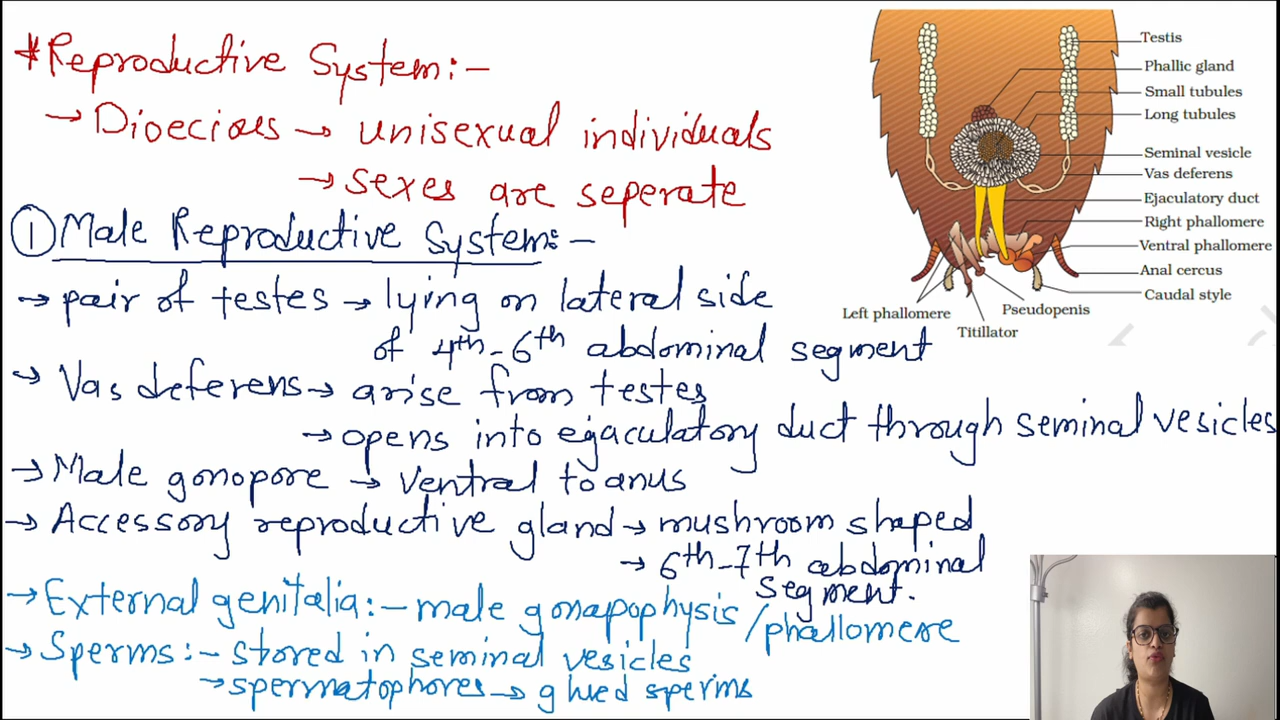 * Reproductive System:-
→ Dioecious → unisexual individuals
→ sexes are seperate
① Male Reproductive System:-
→ pair of testes → lying on lateral side
of 4th-6th abdominal segment
→ Vas deferens → arise from testes
→ opens into ejaculatory duct through seminal vesicles
→ Male gonopore → ventral to anus
→ Accessory reproductive gland → mushroom shaped
→ 6th-7th abdominal
segment.
→ External genitalia:- male gonapophysis/phallomere
→ Sperms:- stored in seminal vesicles
→ spermatophores → glued sperms
Testis
Phallic gland
Small tubules
Long tubules
Seminal vesicle
Vas deferens
Ejaculatory duct
Right phallomere
Ventral phallomere
Anal cercus
Caudal style
Left phallomere
Pseudopenis
Titillator